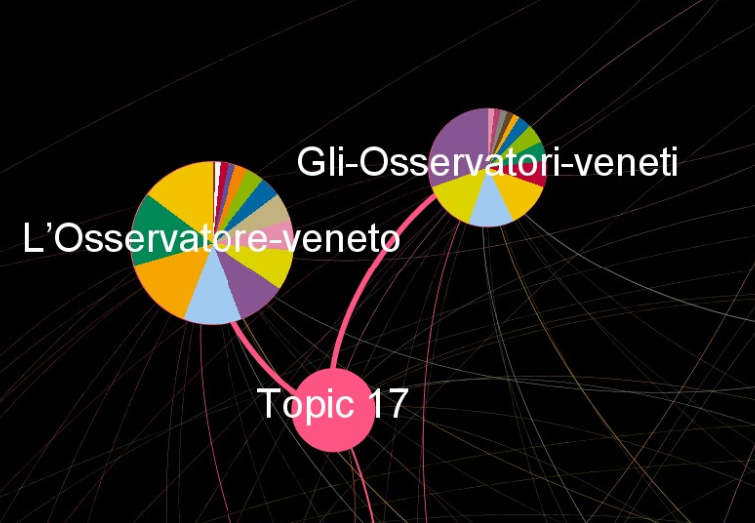 Gli-Osservatori-veneti
L’Osservatore-veneto
Topic 17